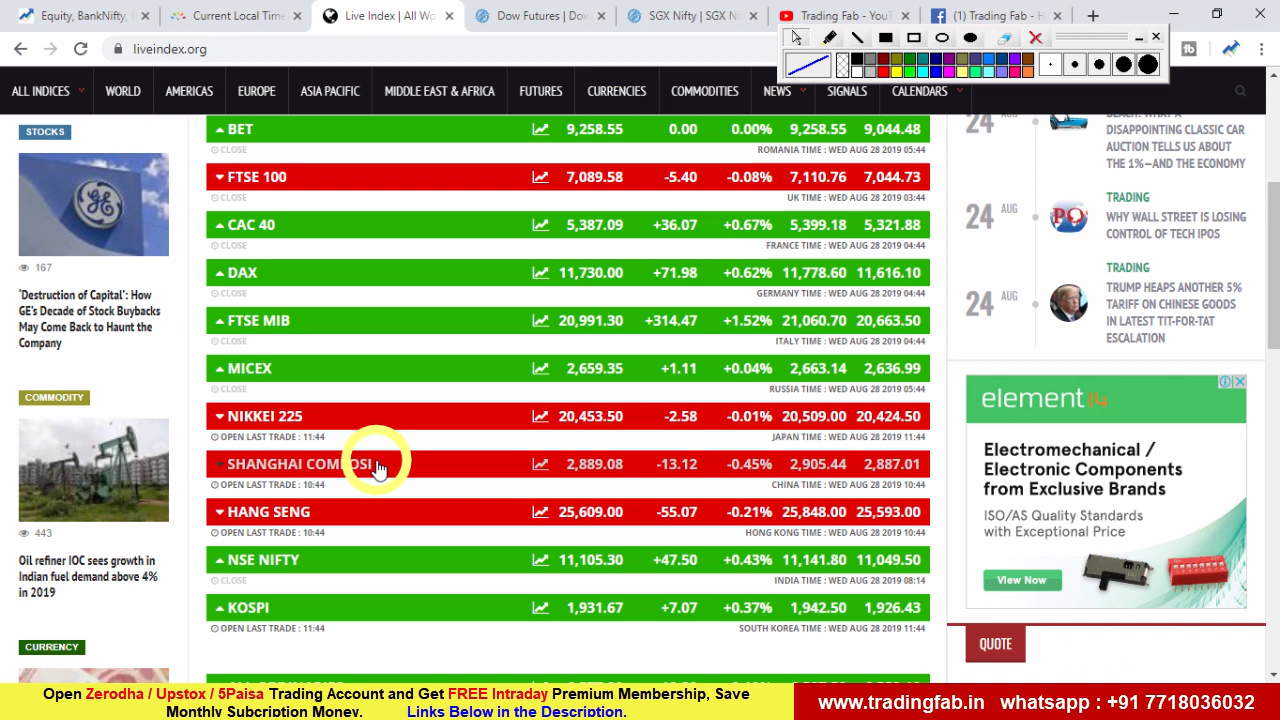 Equity, BankNifty, N
Current Local Time
Live Index | All Wo
Dow Futures | Dow
SGX Nifty | SGX N
Trading Fab - YouT
(1) Trading Fab - H
liveindex.org
ALL INDICES
WORLD
AMERICAS
EUROPE
ASIA PACIFIC
MIDDLE EAST & AFRICA
FUTURES
CURRENCIES
COMMODITIES
NEWS
SIGNALS
CALENDARS
STOCKS
167
'Destruction of Capital': How
GE's Decade of Stock Buybacks
May Come Back to Haunt the
Company
COMMODITY
443
Oil refiner IOC sees growth in
Indian fuel demand above 4%
in 2019
CURRENCY
BET 9,258.55 0.00 0.00% 9,258.55 9,044.48
CLOSE ROMANIA TIME : WED AUG 28 2019 05:44
FTSE 100 7,089.58 -5.40 -0.08% 7,110.76 7,044.73
CLOSE UK TIME : WED AUG 28 2019 03:44
CAC 40 5,387.09 +36.07 +0.67% 5,399.18 5,321.88
CLOSE FRANCE TIME : WED AUG 28 2019 04:44
DAX 11,730.00 +71.98 +0.62% 11,778.60 11,616.10
CLOSE GERMANY TIME : WED AUG 28 2019 04:44
FTSE MIB 20,991.30 +314.47 +1.52% 21,060.70 20,663.50
CLOSE ITALY TIME : WED AUG 28 2019 04:44
MICEX 2,659.35 +1.11 +0.04% 2,663.14 2,636.99
CLOSE RUSSIA TIME : WED AUG 28 2019 05:44
NIKKEI 225 20,453.50 -2.58 -0.01% 20,509.00 20,424.50
OPEN LAST TRADE : 11:44 JAPAN TIME : WED AUG 28 2019 11:44
SHANGHAI COMPOSI 2,889.08 -13.12 -0.45% 2,905.44 2,887.01
OPEN LAST TRADE : 10:44 CHINA TIME : WED AUG 28 2019 10:44
HANG SENG 25,609.00 -55.07 -0.21% 25,848.00 25,593.00
OPEN LAST TRADE : 10:44 HONG KONG TIME : WED AUG 28 2019 10:44
NSE NIFTY 11,105.30 +47.50 +0.43% 11,141.80 11,049.50
CLOSE INDIA TIME : WED AUG 28 2019 08:14
KOSPI 1,931.67 +7.07 +0.37% 1,942.50 1,926.43
OPEN LAST TRADE : 11:44 SOUTH KOREA TIME : WED AUG 28 2019 11:44
24 AUG
DISAPPOINTING CLASSIC CAR
AUCTION TELLS US ABOUT
THE 1%—AND THE ECONOMY
24 AUG
TRADING
WHY WALL STREET IS LOSING
CONTROL OF TECH IPOS
24 AUG
TRADING
TRUMP HEAPS ANOTHER 5%
TARIFF ON CHINESE GOODS
IN LATEST TIT-FOR-TAT
ESCALATION
element14
Electromechanical /
Electronic Components
from Exclusive Brands
ISO/AS Quality Standards
with Exceptional Price
View Now
QUOTE
Open Zerodha / Upstox / 5Paisa Trading Account and Get FREE Intraday Premium Membership, Save
Monthly Subcription Money. Links Below in the Description.
www.tradingfab.in whatsapp : +91 7718036032